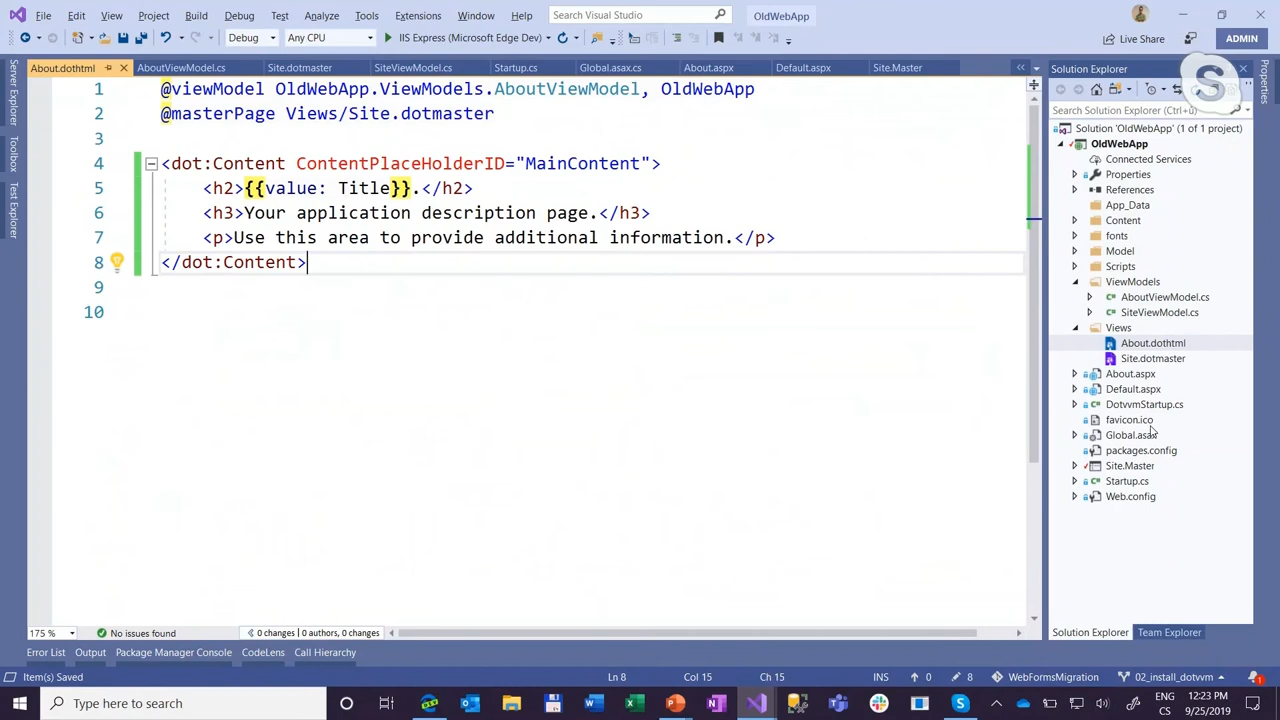 File Edit View Project Build Debug Test Analyze Tools Extensions Window Help Search Visual Studio OldWebApp
Debug Any CPU IIS Express (Microsoft Edge Dev) Live Share ADMIN
About.dothtml AboutViewModel.cs Site.dotmaster SiteViewModel.cs Startup.cs Global.asax.cs About.aspx Default.aspx Site.Master
Server Explorer
Toolbox
Test Explorer
1 @viewModel OldWebApp.ViewModels.AboutViewModel, OldWebApp
2 @masterPage Views/Site.dotmaster
3
4 <dot:Content ContentPlaceHolderID="MainContent">
5 <h2>{{value: Title}}.</h2>
6 <h3>Your application description page.</h3>
7 <p>Use this area to provide additional information.</p>
8 </dot:Content>
9
10
175 % No issues found 0 changes | 0 authors, 0 changes
Solution Explorer
Properties
Search Solution Explorer (Ctrl+ů)
Solution 'OldWebApp' (1 of 1 project)
OldWebApp
Connected Services
Properties
References
App_Data
Content
fonts
Model
Scripts
ViewModels
AboutViewModel.cs
SiteViewModel.cs
Views
About.dothtml
Site.dotmaster
About.aspx
Default.aspx
DotvvmStartup.cs
favicon.ico
Global.asax
packages.config
Site.Master
Startup.cs
Web.config
Solution Explorer Team Explorer
Error List Output Package Manager Console CodeLens Call Hierarchy
Item(s) Saved Ln 8 Col 15 Ch 15 INS 0 8 WebFormsMigration 02_install_dotvvm 1
Type here to search
ENG
CS
12:23 PM
9/25/2019